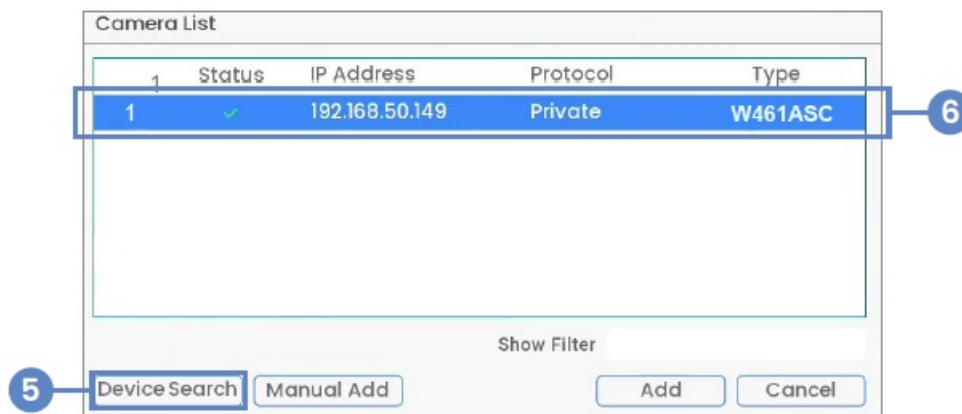 Camera List
1 Status IP Address Protocol Type
1 192.168.50.149 Private W461ASC 6
Show Filter
5 Device Search Manual Add Add Cancel